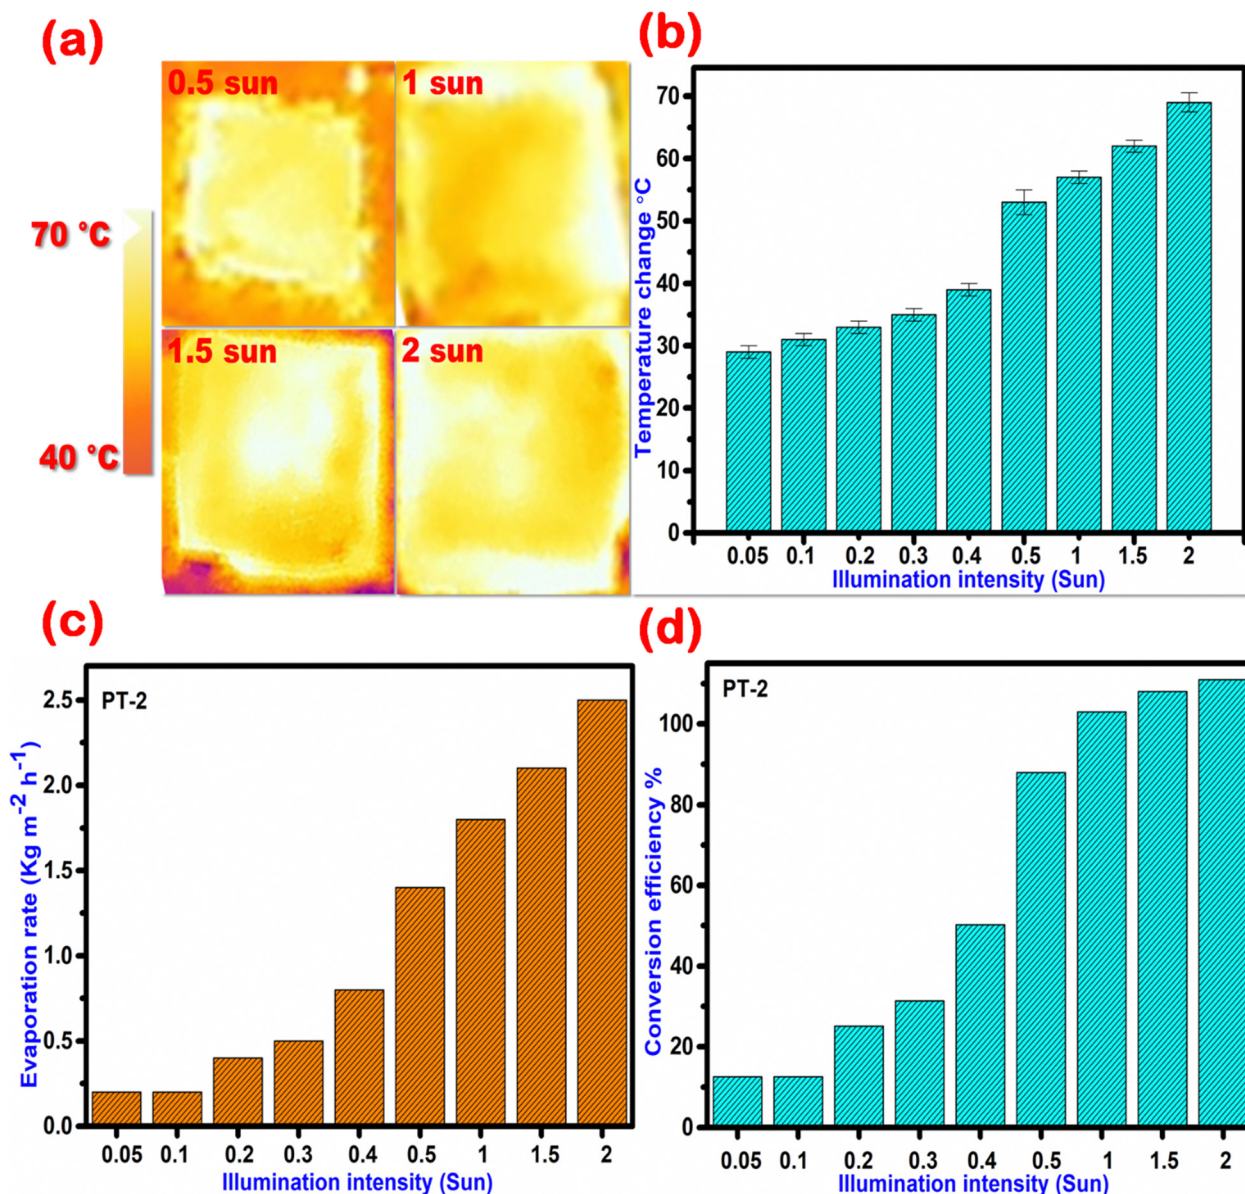 (a)
0.5 sun
1 sun
1.5 sun
2 sun
70 °C
40 °C
(b)
Temperature change °C
70
60
50
40
30
20
10
0
0.05 0.1 0.2 0.3 0.4 0.5 1 1.5 2
Illumination intensity (Sun)
(c)
PT-2
Evaporation rate (Kg m⁻² h⁻¹)
2.5
2.0
1.5
1.0
0.5
0.0
0.05 0.1 0.2 0.3 0.4 0.5 1 1.5 2
Illumination intensity (Sun)
(d)
PT-2
Conversion efficiency %
100
80
60
40
20
0
0.05 0.1 0.2 0.3 0.4 0.5 1 1.5 2
Illumination intensity (Sun)